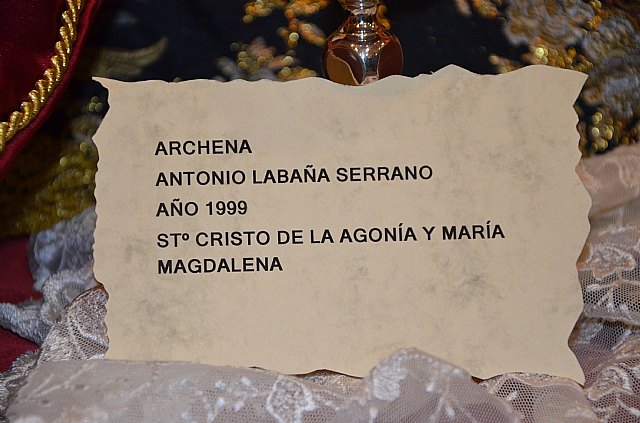 ARCHENA
ANTONIO LABAÑA SERRANO
AÑO 1999
STº CRISTO DE LA AGONÍA Y MARÍA
MAGDALENA